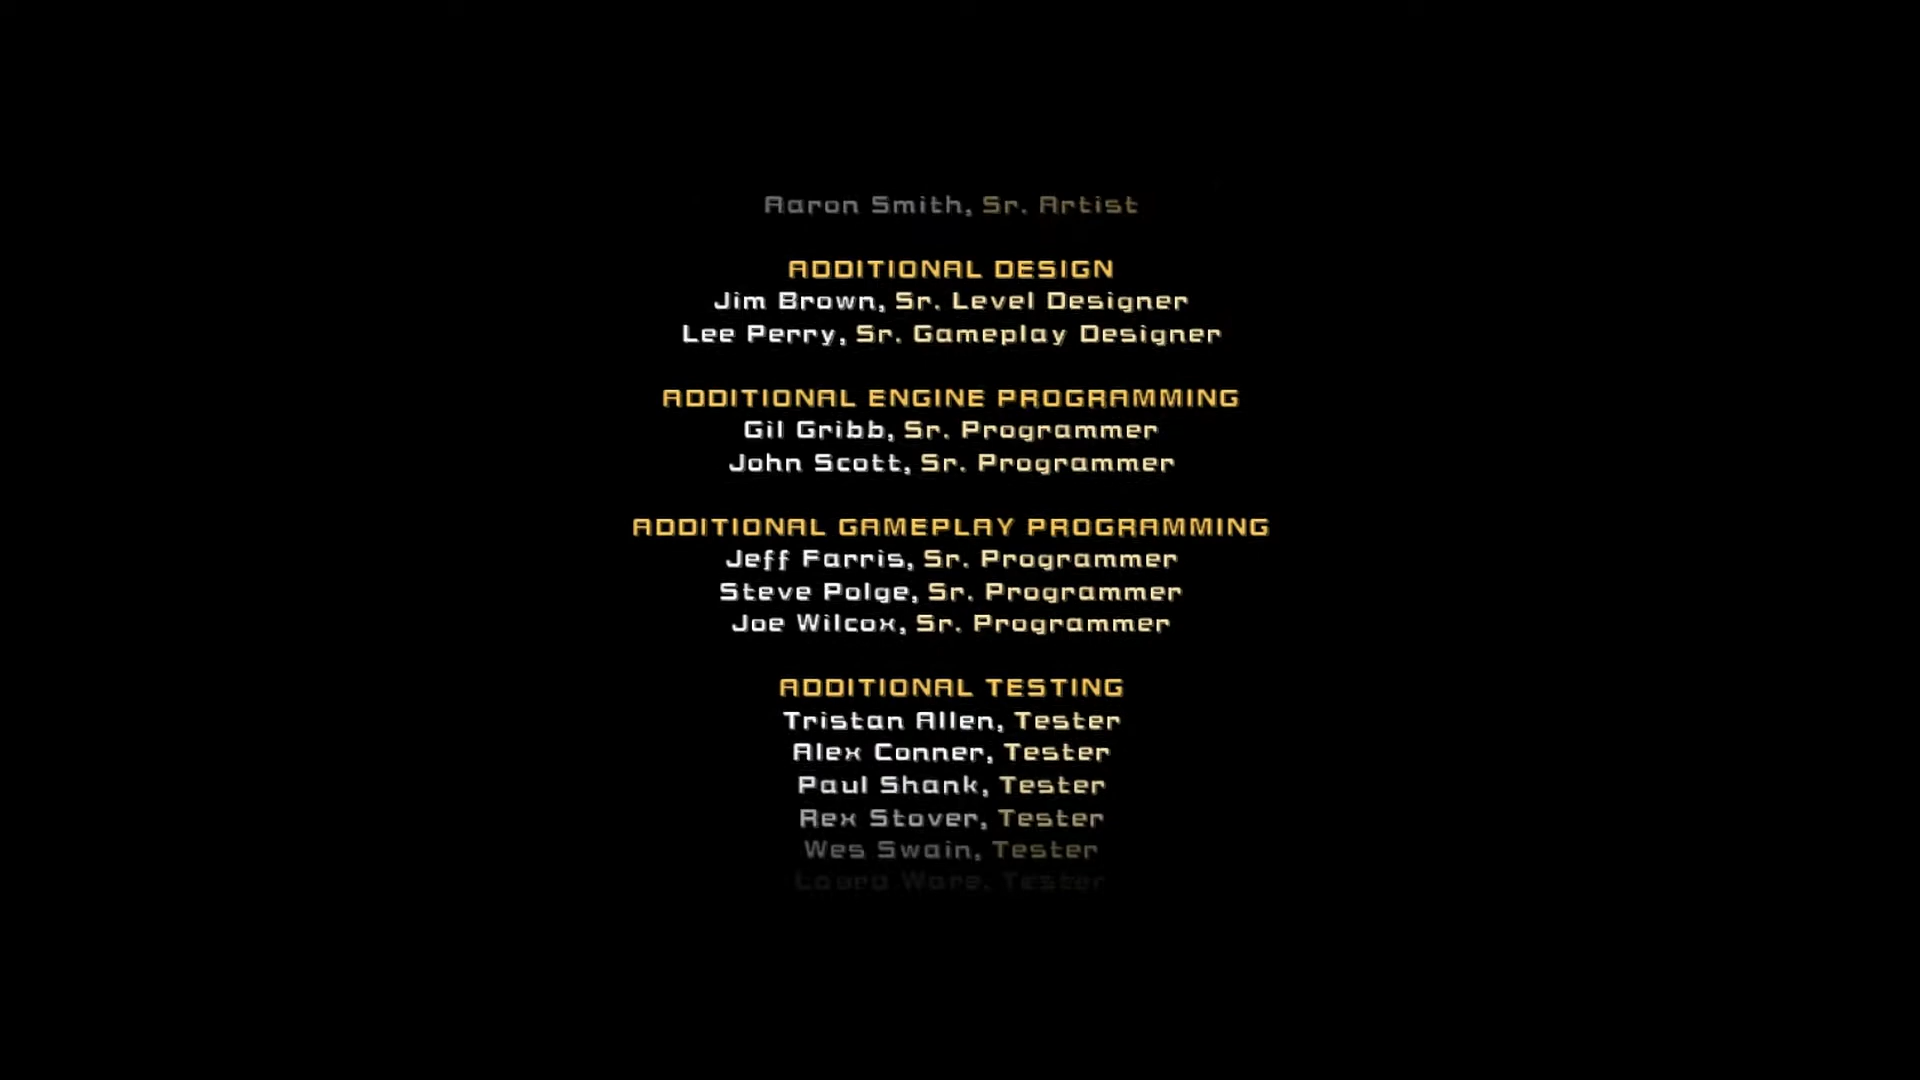 Aaron Smith, Sr. Artist
ADDITIONAL DESIGN
Jim Brown, Sr. Level Designer
Lee Perry, Sr. Gameplay Designer
ADDITIONAL ENGINE PROGRAMMING
Gil Gribb, Sr. Programmer
John Scott, Sr. Programmer
ADDITIONAL GAMEPLAY PROGRAMMING
Jeff Farris, Sr. Programmer
Steve Polge, Sr. Programmer
Joe Wilcox, Sr. Programmer
ADDITIONAL TESTING
Tristan Allen, Tester
Alex Conner, Tester
Paul Shank, Tester
Rex Stover, Tester
Wes Swain, Tester
Laura Ware, Tester